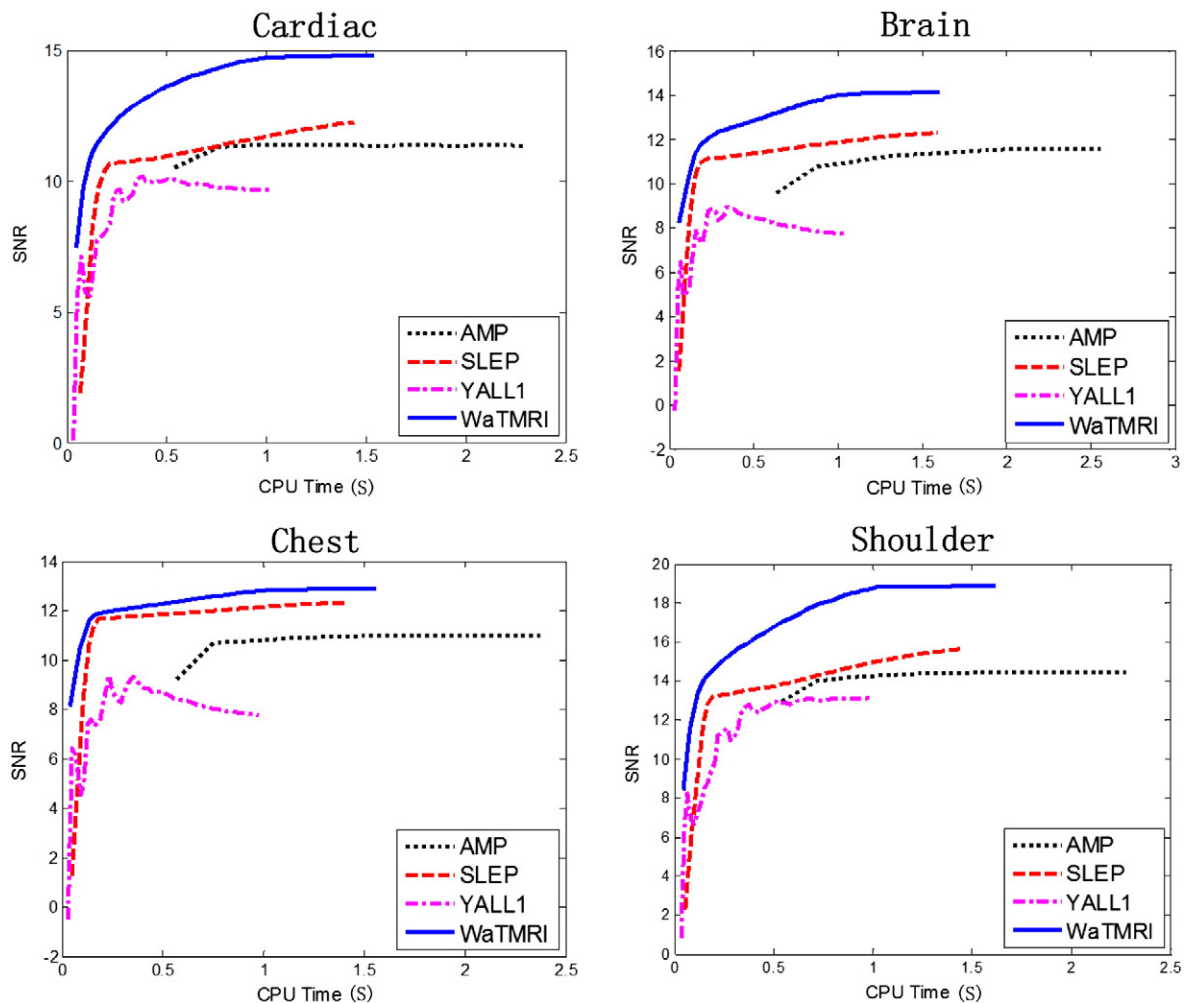 Cardiac
15
10
5
0
SNR
0 0.5 1 1.5 2 2.5
CPU Time (S)
AMP
SLEP
YALL1
WaTMRI
Brain
16
14
12
10
8
6
4
2
0
-2
SNR
0 0.5 1 1.5 2 2.5 3
CPU Time (S)
AMP
SLEP
YALL1
WaTMRI
Chest
14
12
10
8
6
4
2
0
-2
SNR
0 0.5 1 1.5 2 2.5
CPU Time (S)
AMP
SLEP
YALL1
WaTMRI
Shoulder
20
18
16
14
12
10
8
6
4
2
0
SNR
0 0.5 1 1.5 2 2.5
CPU Time (S)
AMP
SLEP
YALL1
WaTMRI